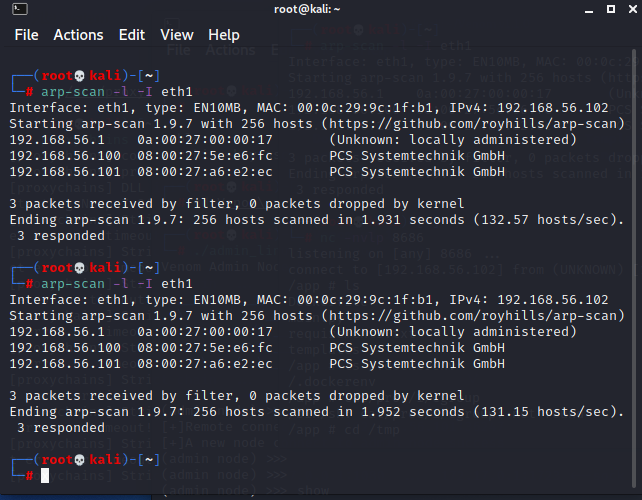 root@kali: ~
File Actions Edit View Help
┌──(root💀kali)-[~]
└─# arp-scan -l -I eth1
Interface: eth1, type: EN10MB, MAC: 00:0c:29:9c:1f:b1, IPv4: 192.168.56.102
Starting arp-scan 1.9.7 with 256 hosts (https://github.com/royhills/arp-scan)
192.168.56.1 0a:00:27:00:00:17 (Unknown: locally administered)
192.168.56.100 08:00:27:5e:e6:fc PCS Systemtechnik GmbH
192.168.56.101 08:00:27:a6:e2:ec PCS Systemtechnik GmbH
3 packets received by filter, 0 packets dropped by kernel
Ending arp-scan 1.9.7: 256 hosts scanned in 1.931 seconds (132.57 hosts/sec).
3 responded
┌──(root💀kali)-[~]
└─# arp-scan -l -I eth1
Interface: eth1, type: EN10MB, MAC: 00:0c:29:9c:1f:b1, IPv4: 192.168.56.102
Starting arp-scan 1.9.7 with 256 hosts (https://github.com/royhills/arp-scan)
192.168.56.1 0a:00:27:00:00:17 (Unknown: locally administered)
192.168.56.100 08:00:27:5e:e6:fc PCS Systemtechnik GmbH
192.168.56.101 08:00:27:a6:e2:ec PCS Systemtechnik GmbH
3 packets received by filter, 0 packets dropped by kernel
Ending arp-scan 1.9.7: 256 hosts scanned in 1.952 seconds (131.15 hosts/sec).
3 responded
┌──(root💀kali)-[~]
└─#